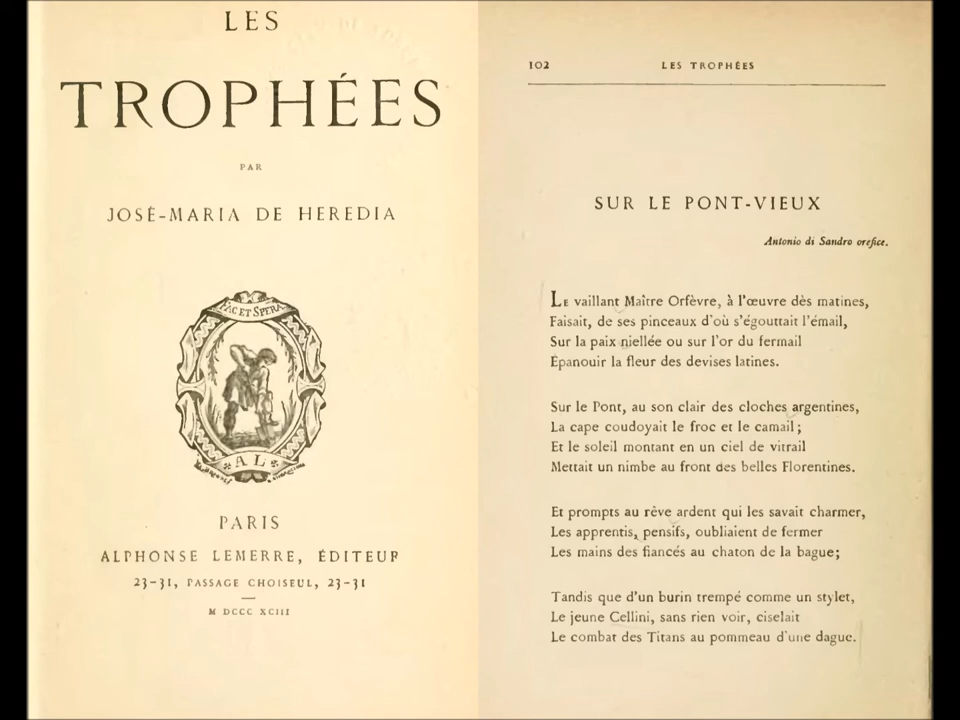 LES
TROPHÉES
PAR
JOSÉ-MARIA DE HEREDIA
FAC ET SPERA
AL
PARIS
ALPHONSE LEMERRE, ÉDITEUR
23-31, PASSAGE CHOISEUL, 23-31
M DCCC XCIII
102 LES TROPHÉES
SUR LE PONT-VIEUX
Antonio di Sandro orefice.
LE vaillant Maître Orfèvre, à l'œuvre dès matines,
Faisait, de ses pinceaux d'où s'égouttait l'émail,
Sur la paix niellée ou sur l'or du fermail
Épanouir la fleur des devises latines.
Sur le Pont, au son clair des cloches argentines,
La cape coudoyait le froc et le camail;
Et le soleil montant en un ciel de vitrail
Mettait un nimbe au front des belles Florentines.
Et prompts au rêve ardent qui les savait charmer,
Les apprentis, pensifs, oubliaient de fermer
Les mains des fiancés au chaton de la bague;
Tandis que d'un burin trempé comme un stylet,
Le jeune Cellini, sans rien voir, ciselait
Le combat des Titans au pommeau d'une dague.